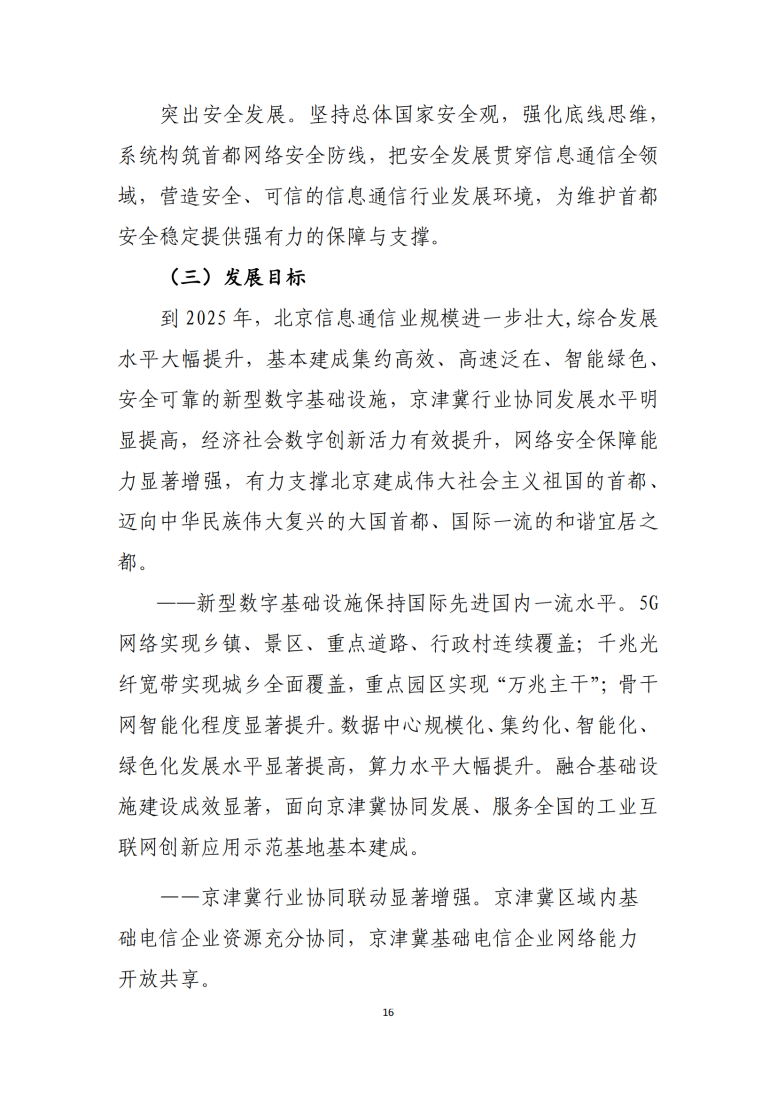 突出安全发展。坚持总体国家安全观，强化底线思维，
系统构筑首都网络安全防线，把安全发展贯穿信息通信全领
域，营造安全、可信的信息通信行业发展环境，为维护首都
安全稳定提供强有力的保障与支撑。
（三）发展目标
到 2025 年，北京信息通信业规模进一步壮大,综合发展
水平大幅提升，基本建成集约高效、高速泛在、智能绿色、
安全可靠的新型数字基础设施，京津冀行业协同发展水平明
显提高，经济社会数字创新活力有效提升，网络安全保障能
力显著增强，有力支撑北京建成伟大社会主义祖国的首都、
迈向中华民族伟大复兴的大国首都、国际一流的和谐宜居之
都。
——新型数字基础设施保持国际先进国内一流水平。5G
网络实现乡镇、景区、重点道路、行政村连续覆盖；千兆光
纤宽带实现城乡全面覆盖，重点园区实现“万兆主干”；骨干
网智能化程度显著提升。数据中心规模化、集约化、智能化、
绿色化发展水平显著提高，算力水平大幅提升。融合基础设
施建设成效显著，面向京津冀协同发展、服务全国的工业互
联网创新应用示范基地基本建成。
——京津冀行业协同联动显著增强。京津冀区域内基
础电信企业资源充分协同，京津冀基础电信企业网络能力
开放共享。
16